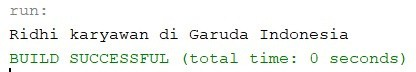 run:
Ridhi karyawan di Garuda Indonesia
BUILD SUCCESSFUL (total time: 0 seconds)